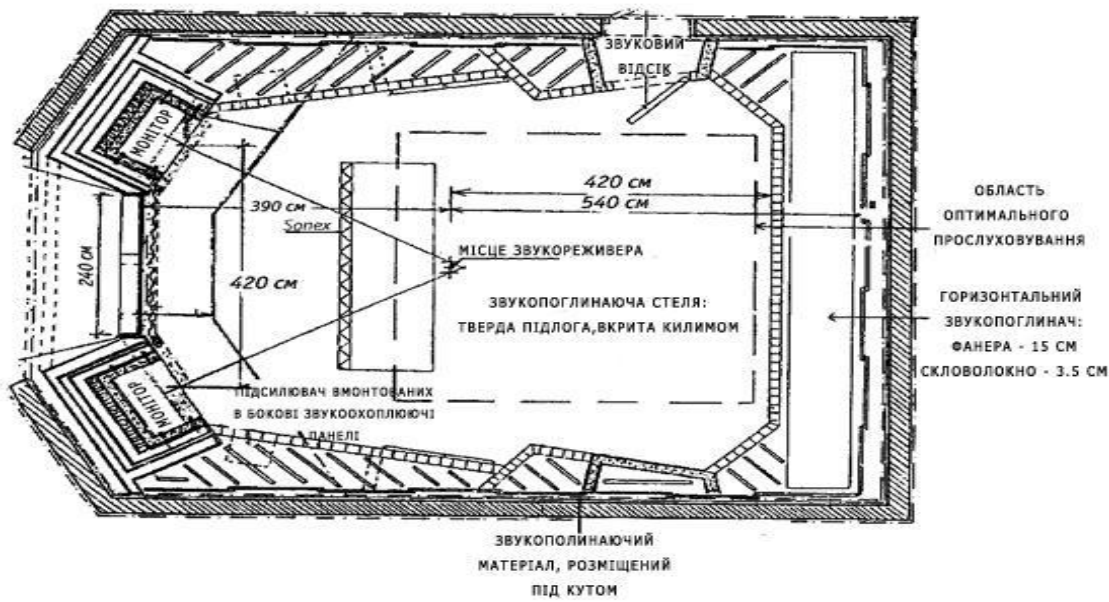 ЗВУКОВИЙ
ВІДСІК
МОНІТОР
420 см
540 см
390 см
Sonex
МІСЦЕ ЗВУКОРЕЖИВЕРА
240 см
420 см
ЗВУКОПОГЛИНАЮЧА СТЕЛЯ:
ТВЕРДА ПІДЛОГА,ВКРИТА КИЛИМОМ
ОБЛАСТЬ
ОПТИМАЛЬНОГО
ПРОСЛУХОВУВАННЯ
ГОРИЗОНТАЛЬНИЙ
ЗВУКОПОГЛИНАЧ:
ФАНЕРА - 15 СМ
СКЛОВОЛОКНО - 3.5 СМ
МОНІТОР
ПІДСИЛЮВАЧ ВМОНТОВАНИХ
В БОКОВІ ЗВУКООХОПЛЮЮЧІ
ПАНЕЛІ
ЗВУКОПОЛИНАЮЧИЙ
МАТЕРІАЛ, РОЗМІЩЕНИЙ
ПІД КУТОМ